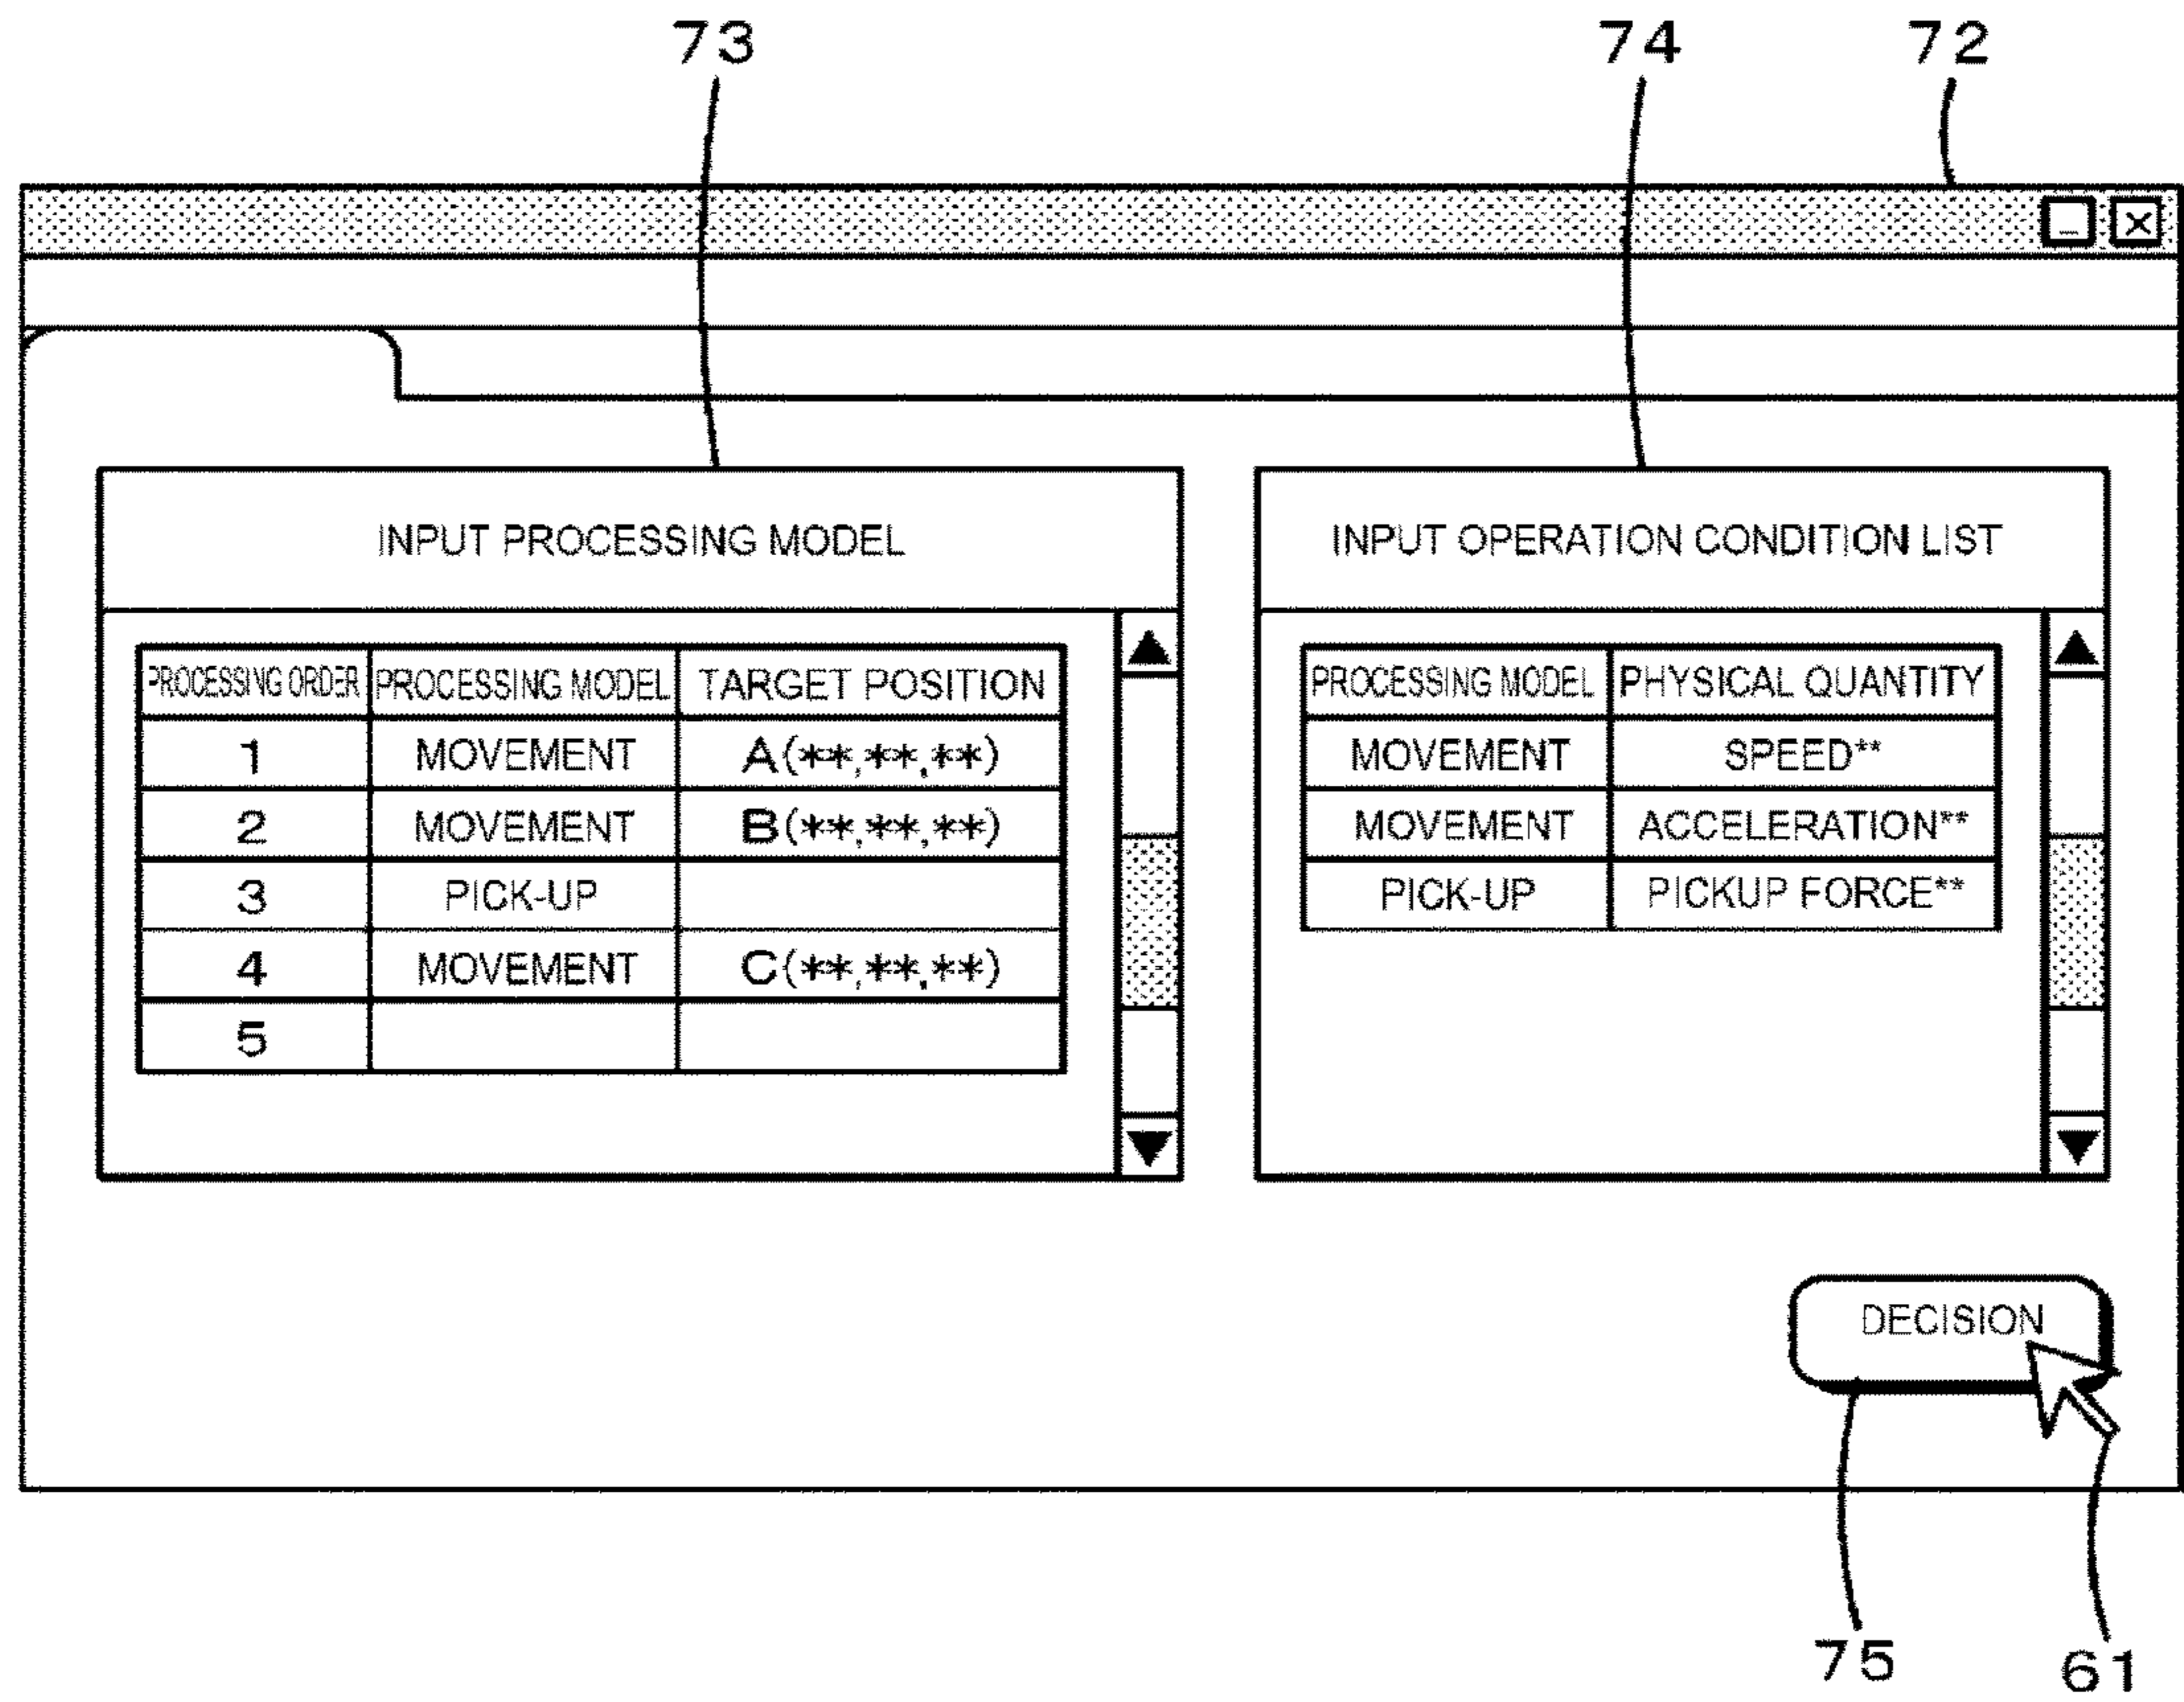 73 74 72
_ ×
INPUT PROCESSING MODEL
PROCESSING ORDER PROCESSING MODEL TARGET POSITION
1 MOVEMENT A(**,**,**)
2 MOVEMENT B(**,**,**)
3 PICK-UP
4 MOVEMENT C(**,**,**)
5
INPUT OPERATION CONDITION LIST
PROCESSING MODEL PHYSICAL QUANTITY
MOVEMENT SPEED**
MOVEMENT ACCELERATION**
PICK-UP PICKUP FORCE**
DECISION
75 61